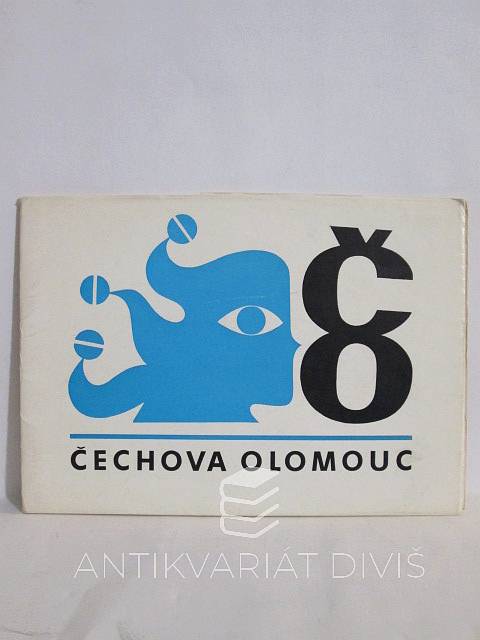 Č
O
ČECHOVA OLOMOUC
ANTIKVARIÁT DIVIŠ